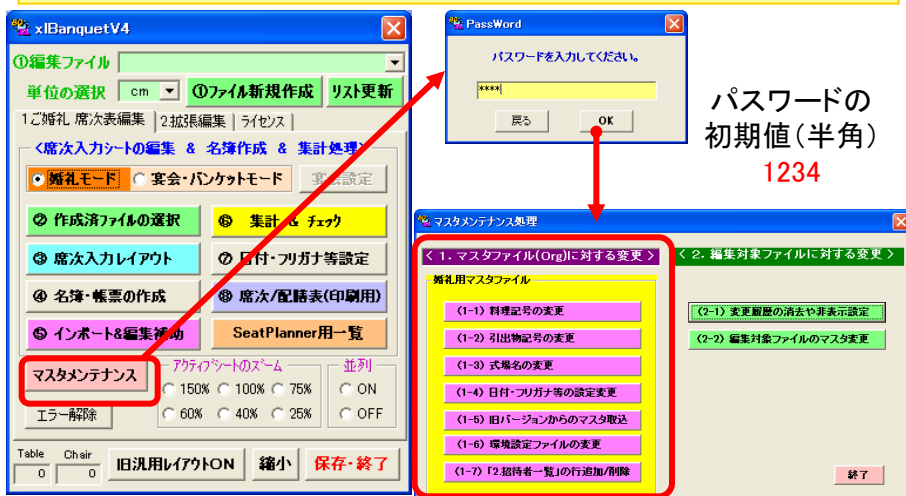 xlBanquetV4
①編集ファイル
単位の選択 cm ①ファイル新規作成 リスト更新
1ご婚礼 席次表編集 2拡張編集 ライセンス
<席次入力シートの編集 & 名簿作成 & 集計処理>
婚礼モード 宴会・バンケットモード 宴会設定
② 作成済ファイルの選択 ⑥ 集計 & チェック
③ 席次入力レイアウト ⑦ 日付・フリガナ等設定
④ 名簿・帳票の作成 ⑧ 席次/配膳表(印刷用)
⑤ インポート&編集補助 SeatPlanner用一覧
マスタメンテナンス
アクティブシートのズーム 並列
150% 100% 75% ON
エラー解除 60% 40% 25% OFF
Table Chair
0 0 旧汎用レイアウトON 縮小 保存・終了
PassWord
パスワードを入力してください。
****
戻る OK
パスワードの
初期値(半角)
1234
マスタメンテナンス処理
< 1. マスタファイル(Org)に対する変更 > < 2. 編集対象ファイルに対する変更 >
婚礼用マスタファイル
(1-1) 料理記号の変更 (2-1) 変更履歴の消去や非表示設定
(1-2) 引出物記号の変更 (2-2) 編集対象ファイルのマスタ変更
(1-3) 式場名の変更
(1-4) 日付・フリガナ等の設定変更
(1-5) 旧バージョンからのマスタ取込
(1-6) 環境設定ファイルの変更
(1-7) 「2.招待者一覧」の行追加/削除 終了